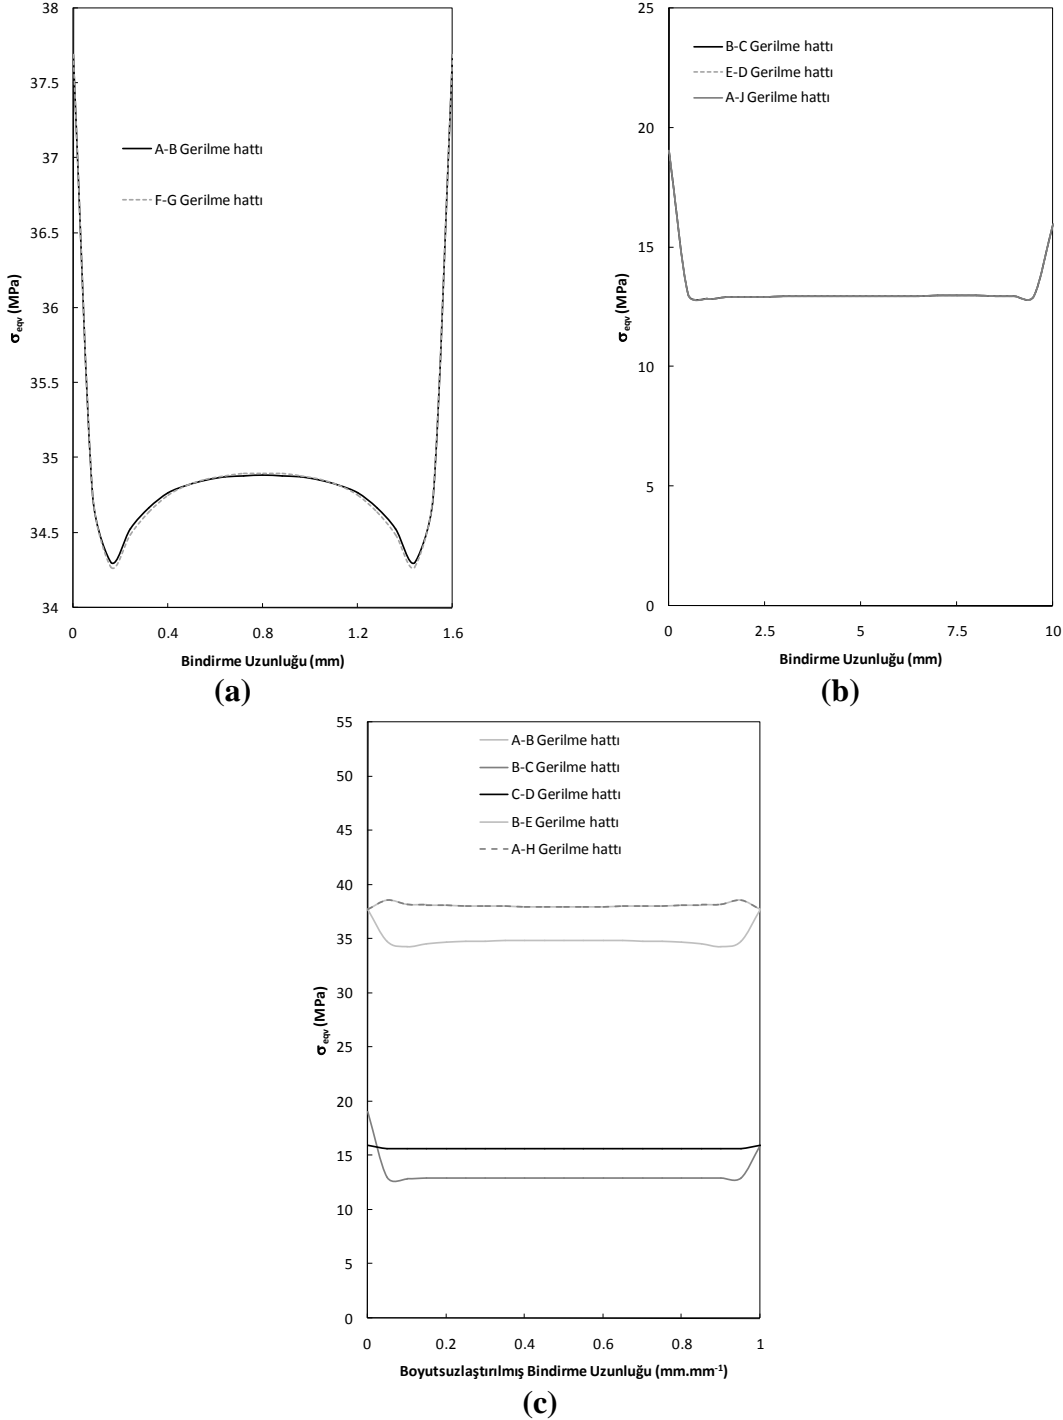 38
37.5
37
36.5
36
35.5
35
34.5
34
σeqv (MPa)
A-B Gerilme hattı
F-G Gerilme hattı
0 0.4 0.8 1.2 1.6
Bindirme Uzunluğu (mm)
(a)
25
20
15
10
5
0
σeqv (MPa)
B-C Gerilme hattı
E-D Gerilme hattı
A-J Gerilme hattı
0 2.5 5 7.5 10
Bindirme Uzunluğu (mm)
(b)
55
50
45
40
35
30
25
20
15
10
5
0
σeqv (MPa)
A-B Gerilme hattı
B-C Gerilme hattı
C-D Gerilme hattı
B-E Gerilme hattı
A-H Gerilme hattı
0 0.2 0.4 0.6 0.8 1
Boyutsuzlaştırılmış Bindirme Uzunluğu (mm.mm⁻¹)
(c)